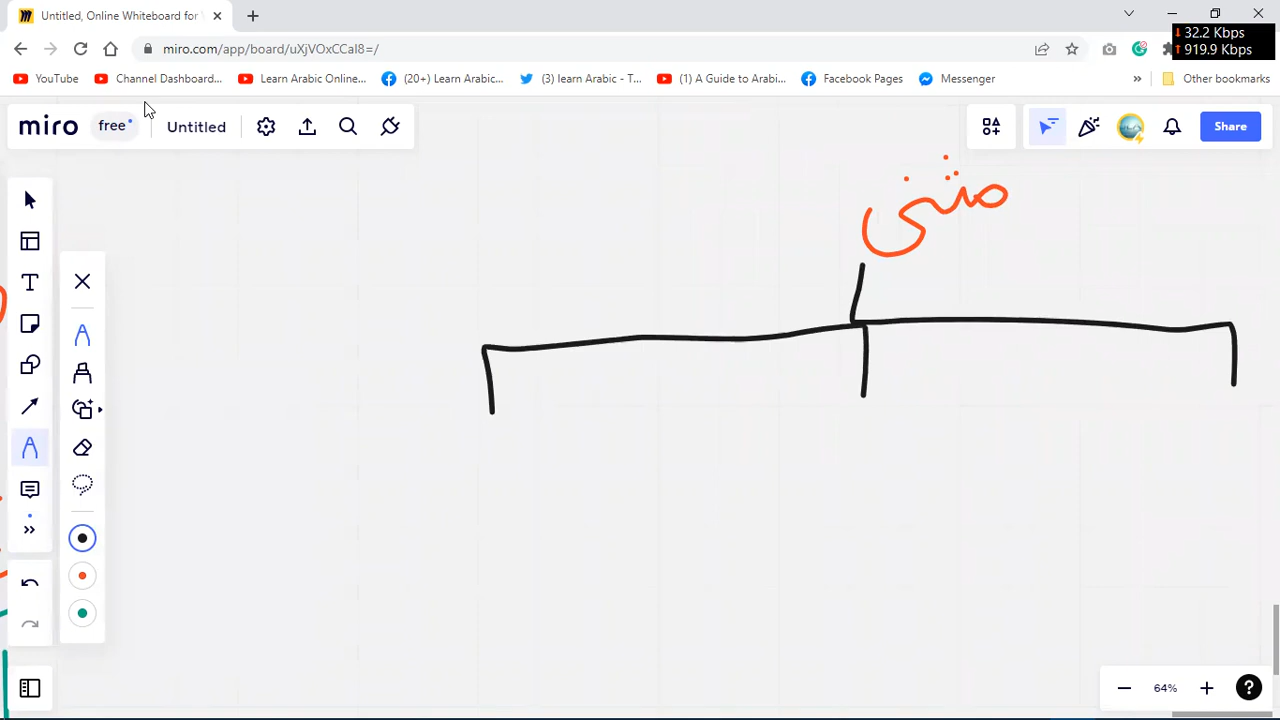 Untitled, Online Whiteboard for
32.2 Kbps
919.9 Kbps
miro.com/app/board/uXjVOxCCaI8=/
YouTube
Channel Dashboard...
Learn Arabic Online...
(20+) Learn Arabic...
(3) learn Arabic - T...
(1) A Guide to Arabi...
Facebook Pages
Messenger
»
Other bookmarks
miro
free
Untitled
Share
مثنى
T
64%
?